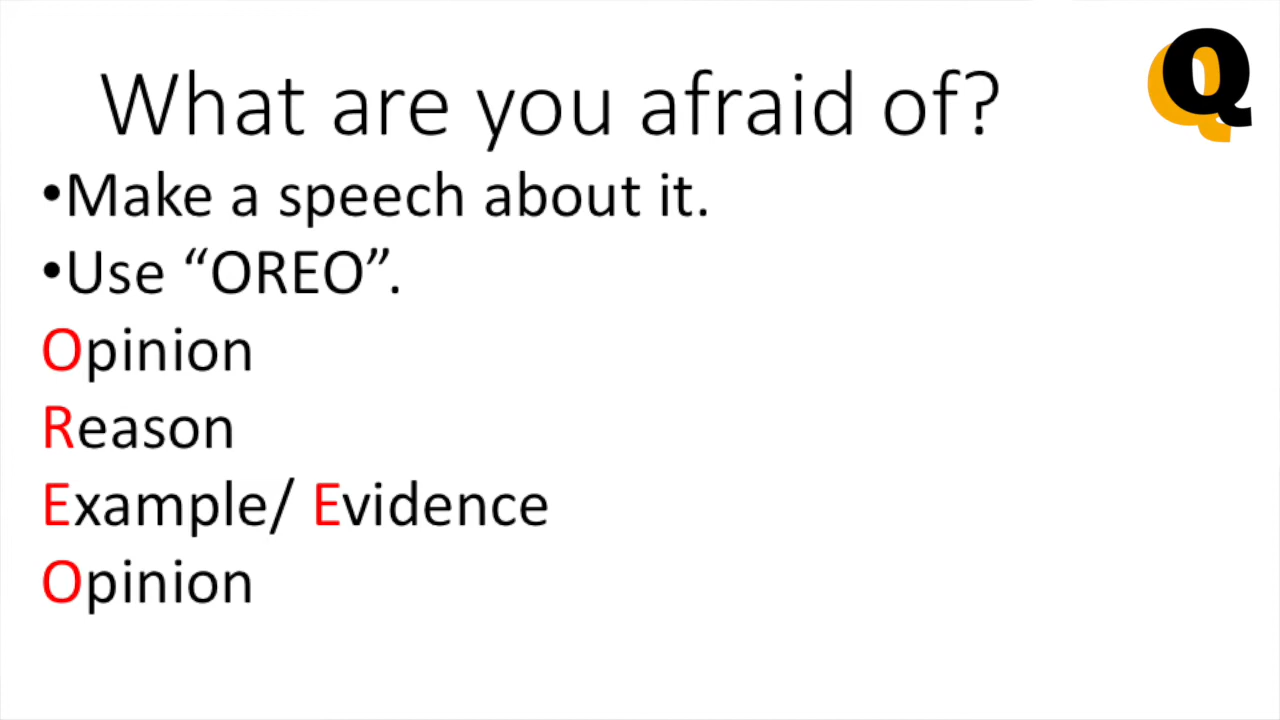 What are you afraid of?
Q
•Make a speech about it.
•Use “OREO”.
Opinion
Reason
Example/ Evidence
Opinion